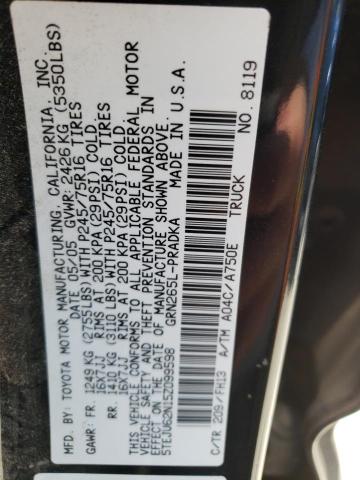 MFD. BY: TOYOTA MOTOR MANUFACTURING, CALIFORNIA, INC.
DATE: 05/05 GVWR: 2426 KG (5350LBS)
GAWR: FR. 1249 KG (2755 LBS) WITH P245/75R16 TIRES
16X7JJ RIMS AT 200 KPA (29PSI) COLD.
RR. 1410 KG (3110 LBS) WITH P245/75R16 TIRES
16X7JJ RIMS AT 200 KPA (29PSI) COLD.
THIS VEHICLE CONFORMS TO ALL APPLICABLE FEDERAL MOTOR
VEHICLE SAFETY AND THEFT PREVENTION STANDARDS IN
EFFECT ON THE DATE OF MANUFACTURE SHOWN ABOVE.
5TEJU62N15Z099598 TRUCK
GRN265L-PRADKA MADE IN U.S.A.
C/TR 209/FH13 A/TM A04C/A750E
NO. 8119